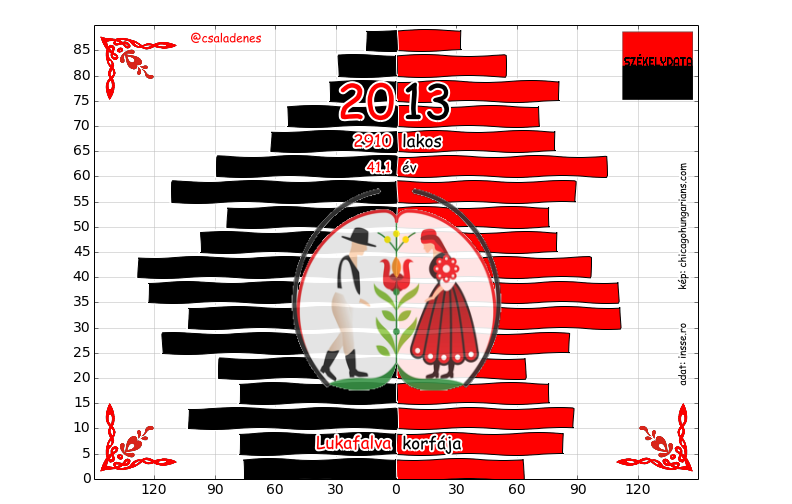 @csaladenes
SZÉKELYDATA
2013
2910 lakos
41.1 év
kép: chicagohungarians.com
adat: insse.ro
Lukafalva korfája
85
80
75
70
65
60
55
50
45
40
35
30
25
20
15
10
5
0
120 90 60 30 0 30 60 90 120